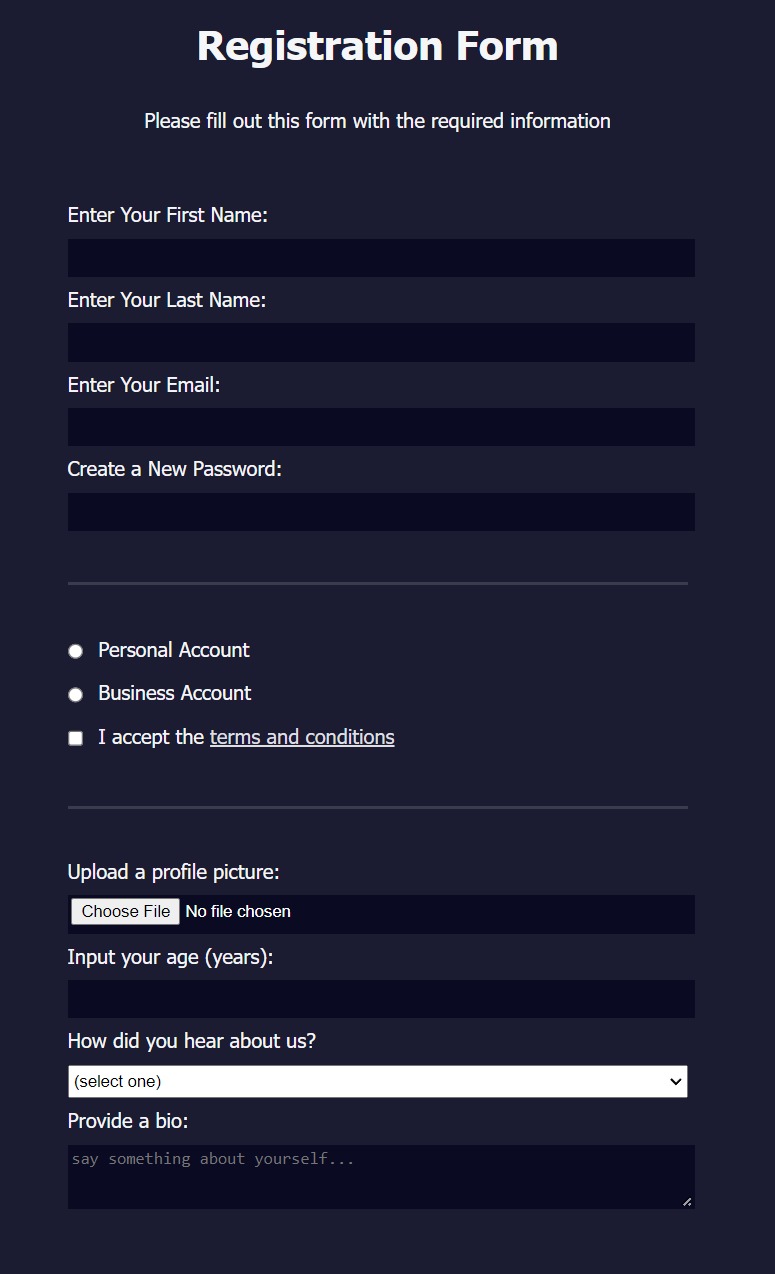 Registration Form
Please fill out this form with the required information
Enter Your First Name:
Enter Your Last Name:
Enter Your Email:
Create a New Password:
Personal Account
Business Account
I accept the terms and conditions
Upload a profile picture:
Choose File No file chosen
Input your age (years):
How did you hear about us?
(select one)
Provide a bio:
say something about yourself...